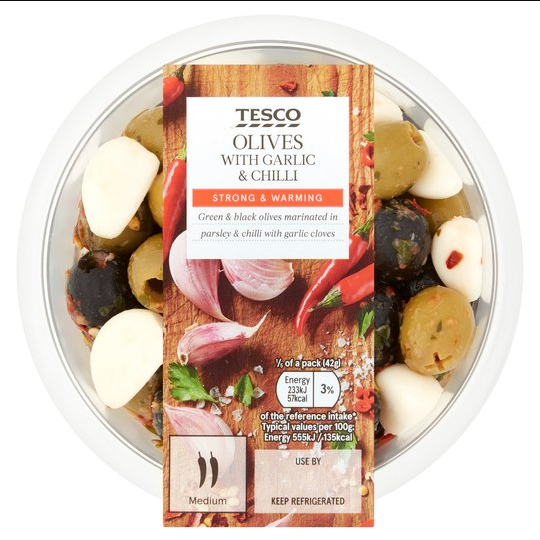 TESCO
OLIVES
WITH GARLIC
& CHILLI
STRONG & WARMING
Green & black olives marinated in
parsley & chilli with garlic cloves
⅕ of a pack (42g)
Energy
233kJ
57kcal
3%
of the reference intake*
Typical values per 100g:
Energy 555kJ / 135kcal
Medium
USE BY
KEEP REFRIGERATED